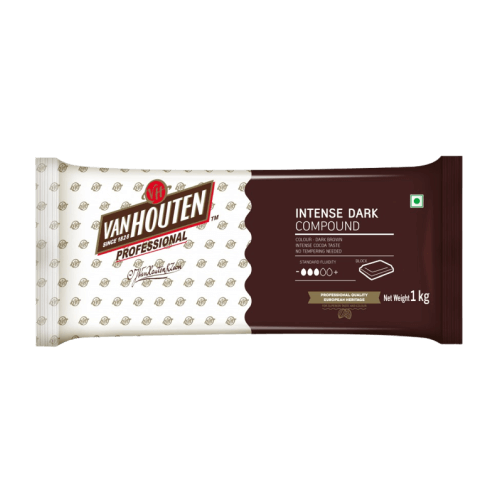 VH
VAN HOUTEN
SINCE 1828
PROFESSIONAL
TM
INTENSE DARK
COMPOUND
COLOUR - DARK BROWN
INTENSE COCOA TASTE
NO TEMPERING NEEDED
STANDARD FLUIDITY
BLOCK
- +
PROFESSIONAL QUALITY
EUROPEAN HERITAGE
Net Weight 1 kg